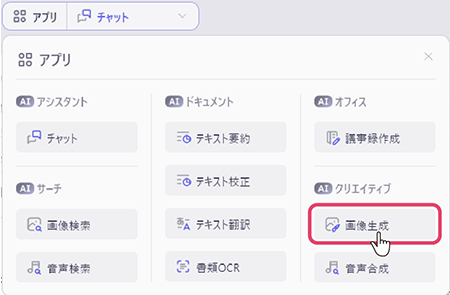 アプリ チャット
アプリ
AI アシスタント
チャット
AI サーチ
画像検索
音声検索
AI ドキュメント
テキスト要約
テキスト校正
テキスト翻訳
書類OCR
AI オフィス
議事録作成
AI クリエイティブ
画像生成
音声合成